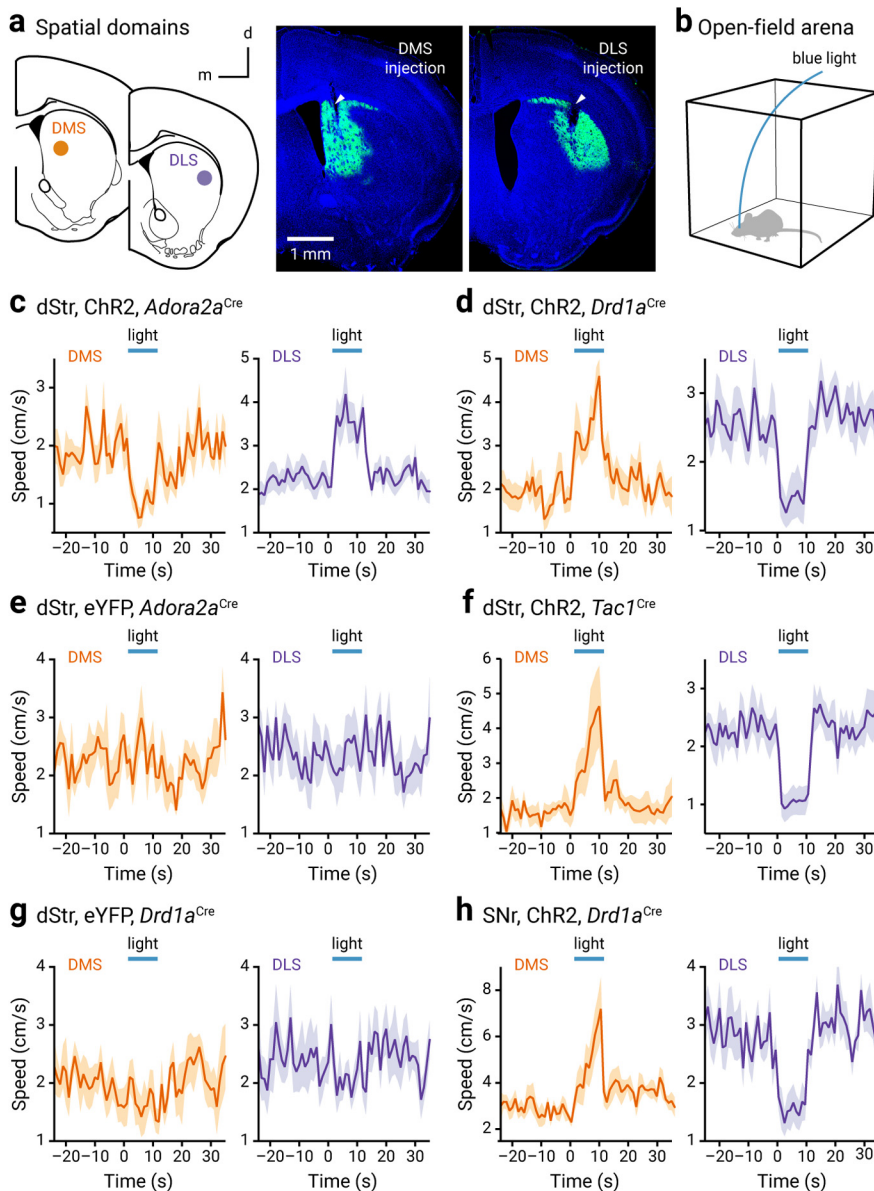 a Spatial domains
d
m
DMS
DLS
DMS
injection
1 mm
DLS
injection
b Open-field arena
blue light
c dStr, ChR2, Adora2aCre
light
DMS
Speed (cm/s)
3
2
1
−20 −10 0 10 20 30
Time (s)
light
DLS
5
4
3
2
1
−20 −10 0 10 20 30
Time (s)
d dStr, ChR2, Drd1aCre
light
DMS
Speed (cm/s)
5
4
3
2
1
−20 −10 0 10 20 30
Time (s)
light
DLS
3
2
1
−20 −10 0 10 20 30
Time (s)
e dStr, eYFP, Adora2aCre
light
DMS
Speed (cm/s)
4
3
2
1
−20 −10 0 10 20 30
Time (s)
light
DLS
4
3
2
1
−20 −10 0 10 20 30
Time (s)
f dStr, ChR2, Tac1Cre
light
DMS
Speed (cm/s)
6
5
4
3
2
1
−20 −10 0 10 20 30
Time (s)
light
DLS
3
2
1
−20 −10 0 10 20 30
Time (s)
g dStr, eYFP, Drd1aCre
light
DMS
Speed (cm/s)
4
3
2
1
−20 −10 0 10 20 30
Time (s)
light
DLS
4
3
2
1
−20 −10 0 10 20 30
Time (s)
h SNr, ChR2, Drd1aCre
light
DMS
Speed (cm/s)
8
6
4
2
−20 −10 0 10 20 30
Time (s)
light
DLS
4
3
2
1
−20 −10 0 10 20 30
Time (s)